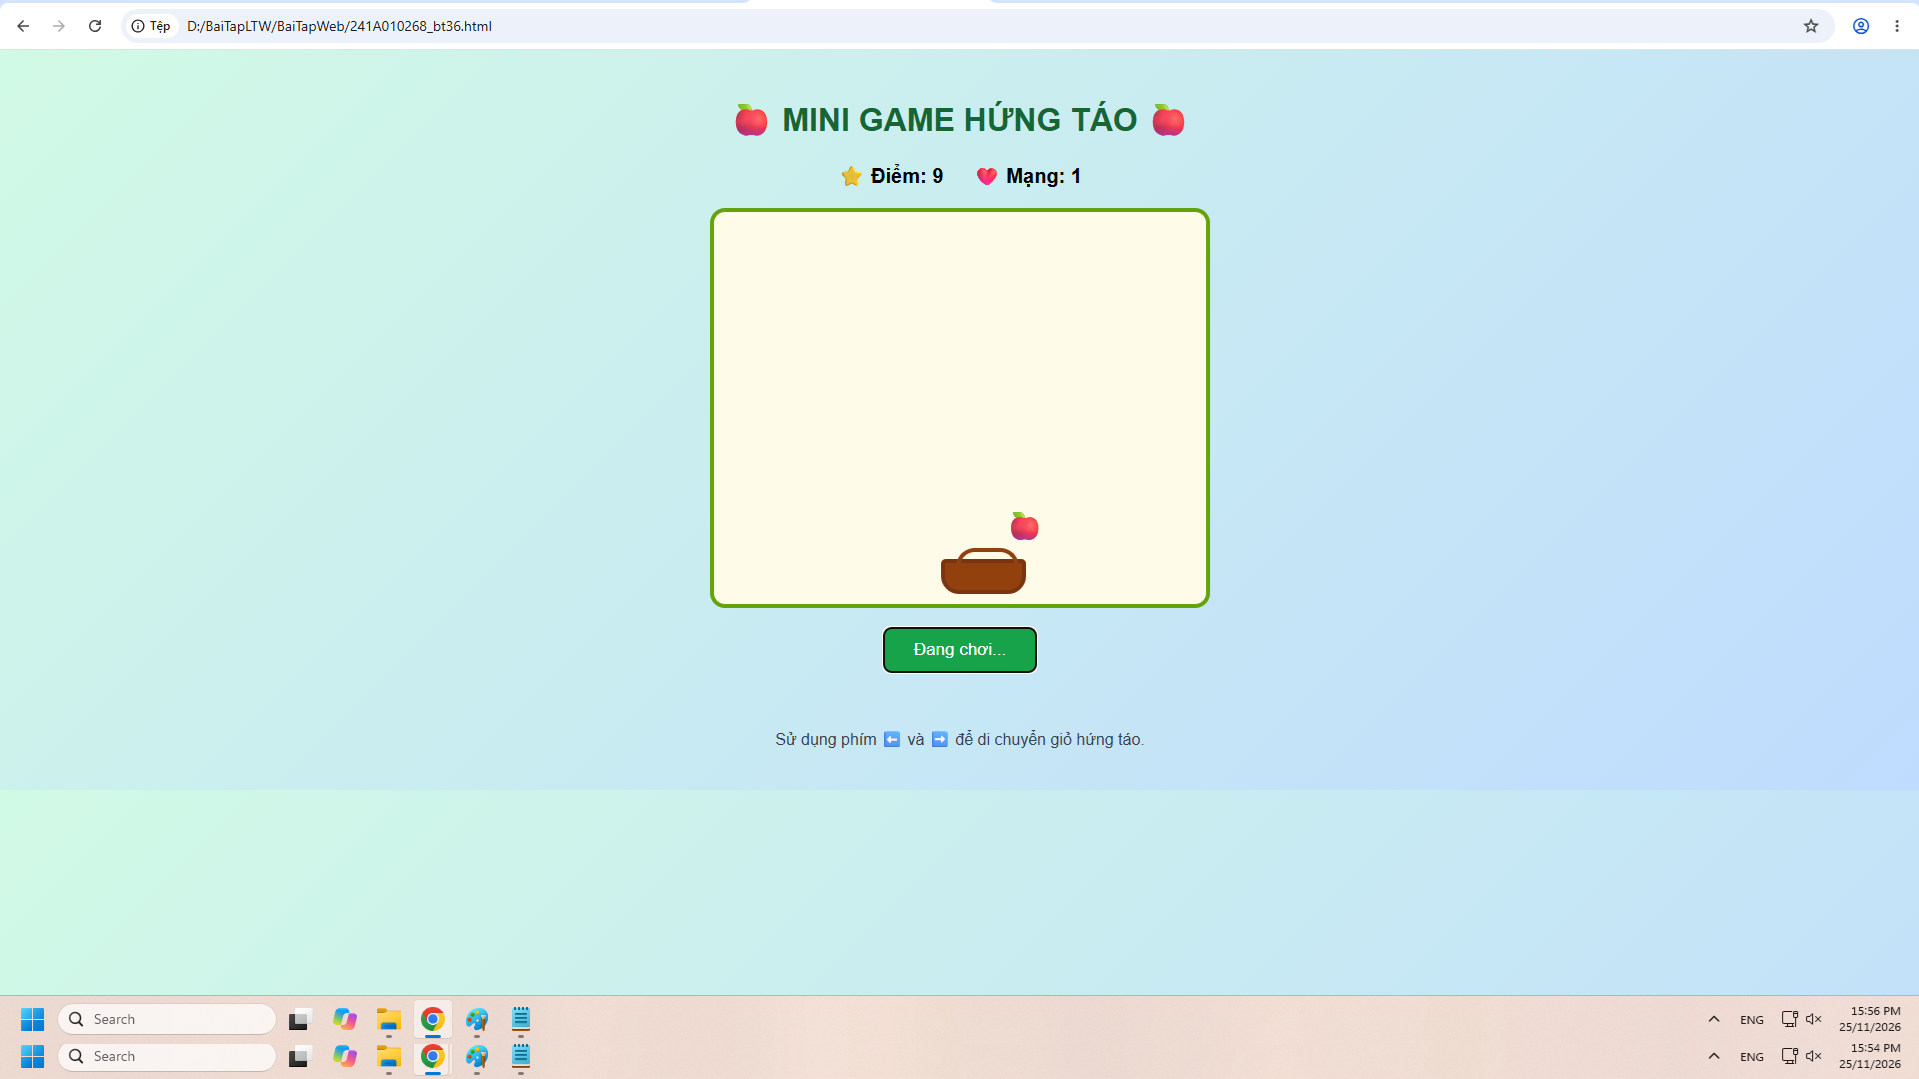 Tệp D:/BaiTapLTW/BaiTapWeb/241A010268_bt36.html
MINI GAME HỨNG TÁO
Điểm: 9 Mạng: 1
Đang chơi...
Sử dụng phím ⬅️ và ➡️ để di chuyển giỏ hứng táo.
Search ENG 15:56 PM
25/11/2026
Search ENG 15:54 PM
25/11/2026